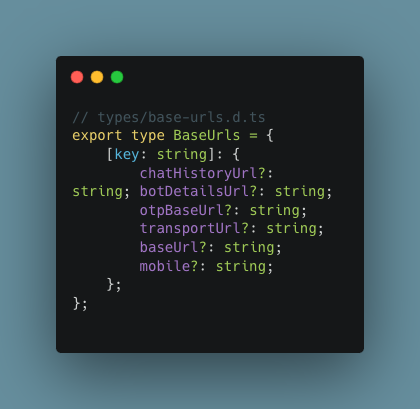 // types/base-urls.d.ts
export type BaseUrls = {
    [key: string]: {
        chatHistoryUrl?:
string; botDetailsUrl?: string;
        otpBaseUrl?: string;
        transportUrl?: string;
        baseUrl?: string;
        mobile?: string;
    };
};